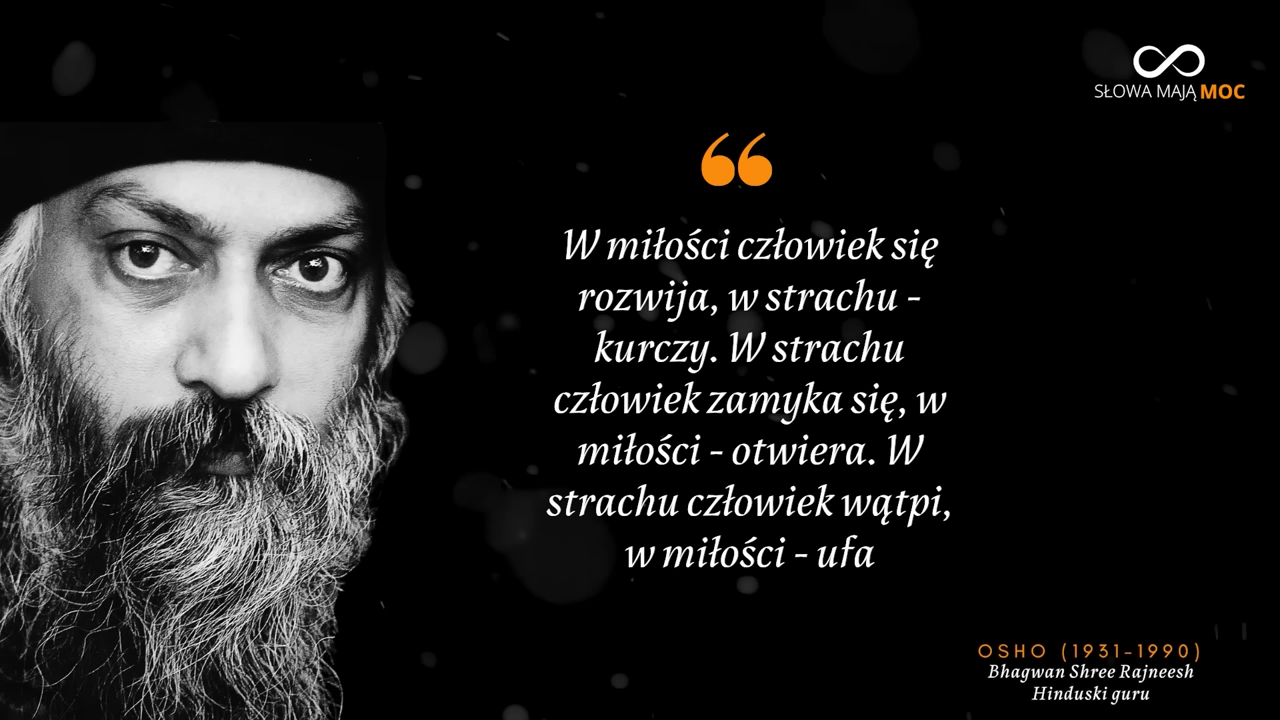 SŁOWA MAJĄ MOC
W miłości człowiek się
rozwija, w strachu -
kurczy. W strachu
człowiek zamyka się, w
miłości - otwiera. W
strachu człowiek wątpi,
w miłości - ufa
OSHO (1931-1990)
Bhagwan Shree Rajneesh
Hinduski guru